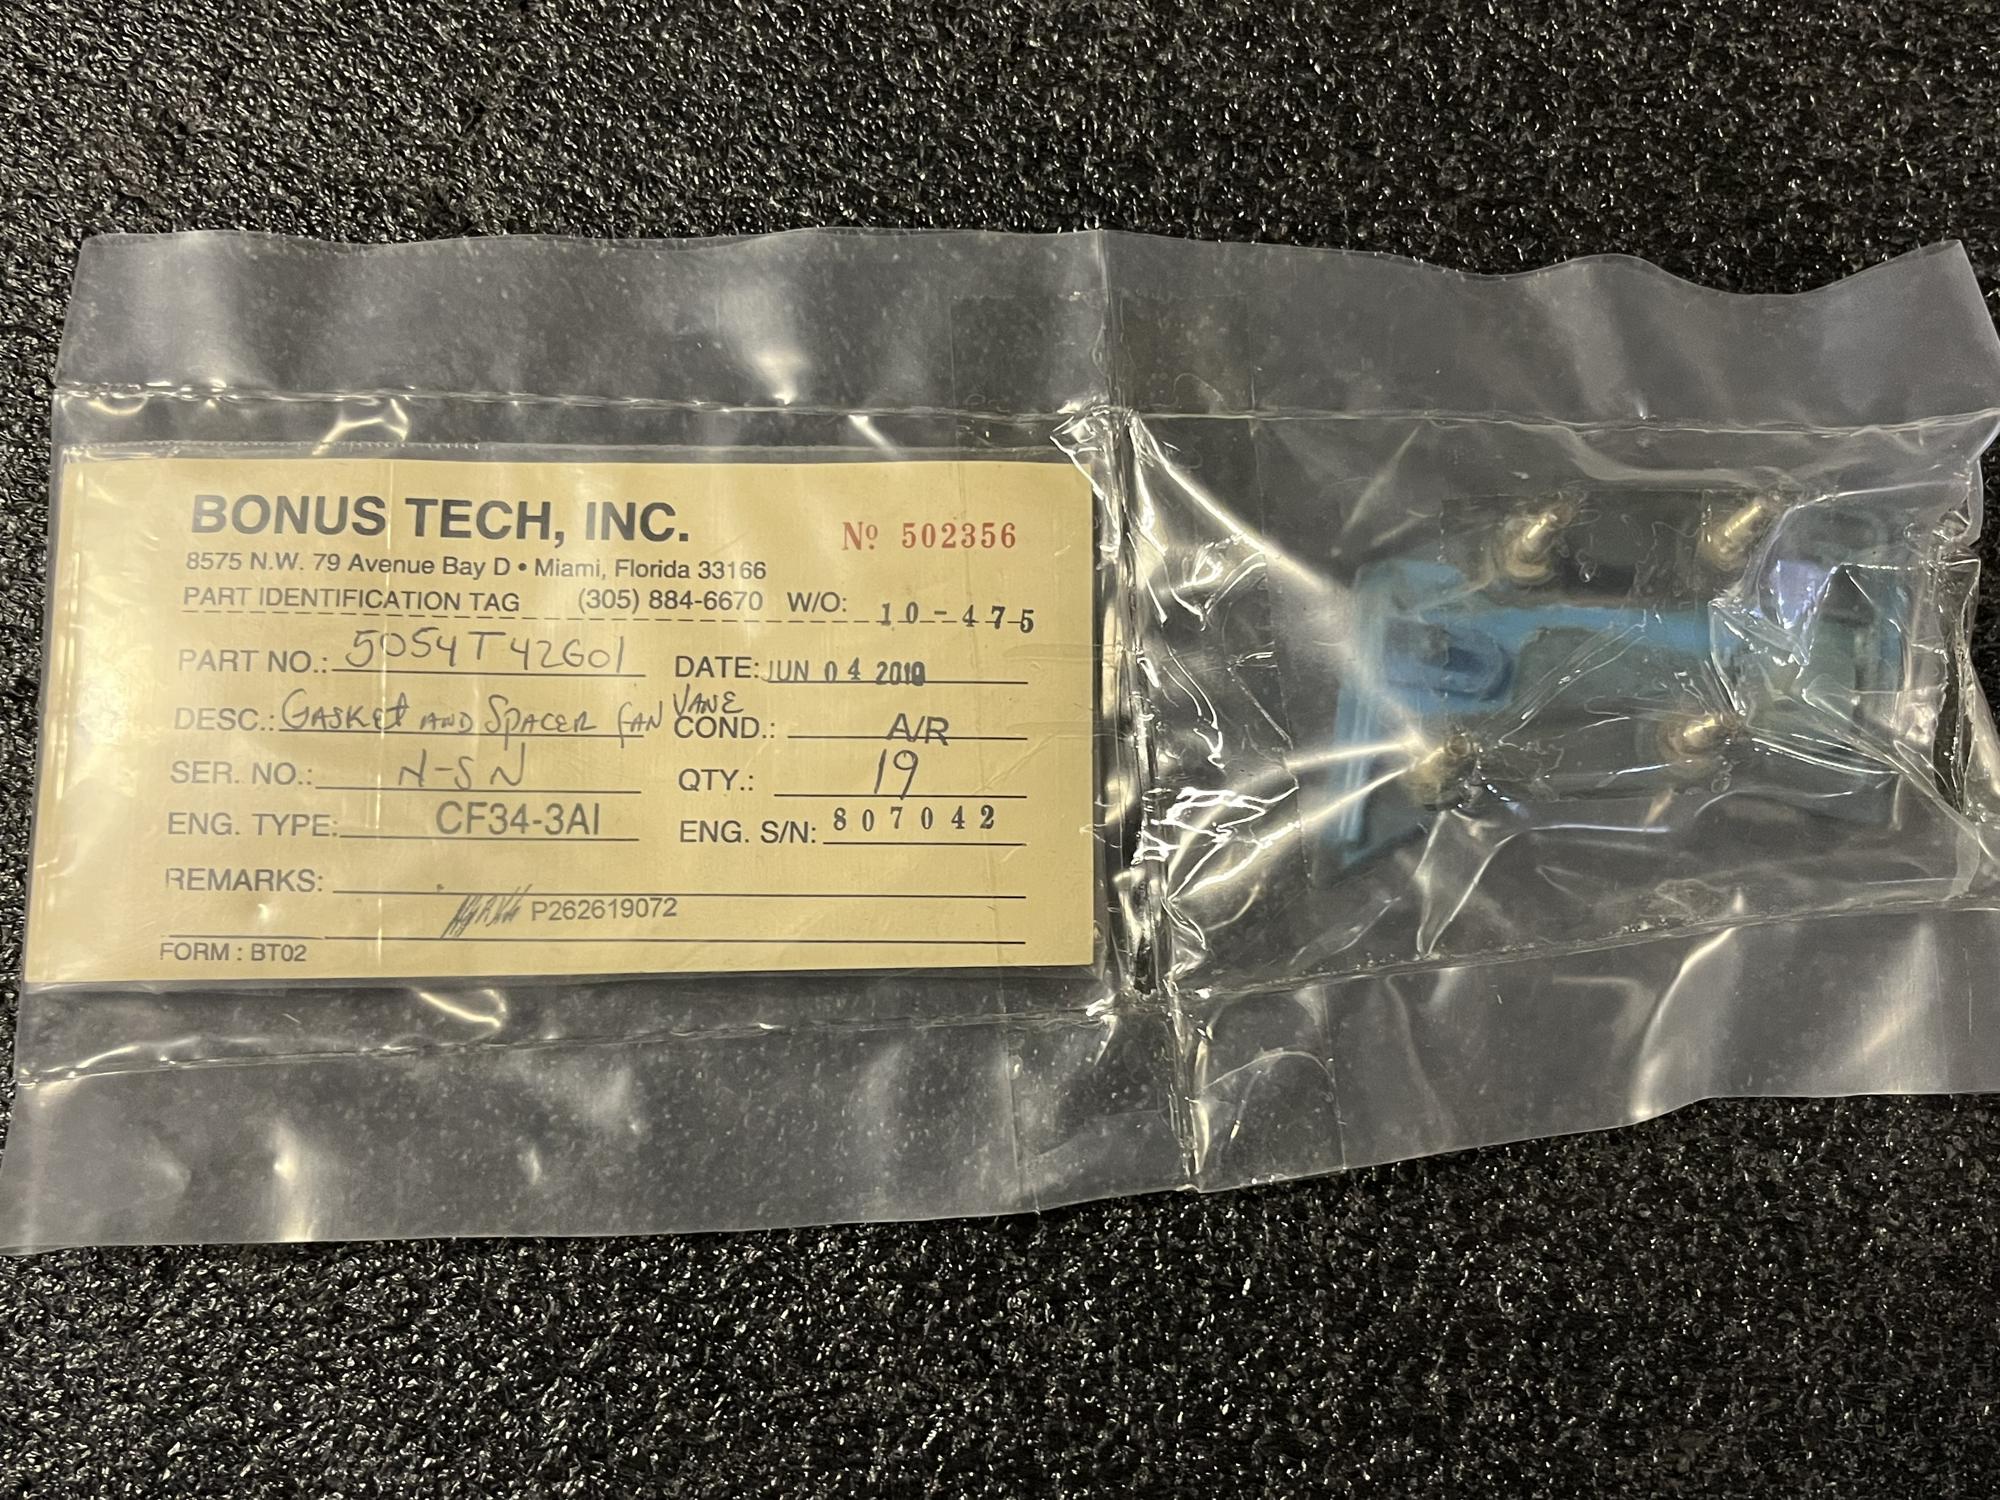 BONUS TECH, INC.
Nº 502356
8575 N.W. 79 Avenue Bay D • Miami, Florida 33166
PART IDENTIFICATION TAG (305) 884-6670 W/O: 10-475
PART NO.: 5054T42G01 DATE: JUN 04 2010
DESC.: GASKET AND SPACER FAN VANE COND.: A/R
SER. NO.: N-SN QTY.: 19
ENG. TYPE: CF34-3AI ENG. S/N: 807042
REMARKS:
P262619072
FORM : BT02